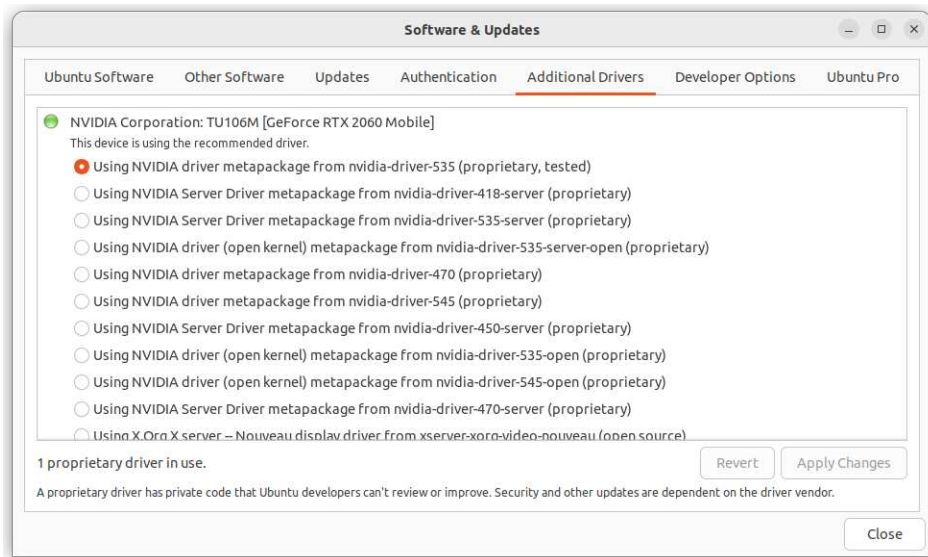 Software & Updates
Ubuntu Software Other Software Updates Authentication Additional Drivers Developer Options Ubuntu Pro
NVIDIA Corporation: TU106M [GeForce RTX 2060 Mobile]
This device is using the recommended driver.
Using NVIDIA driver metapackage from nvidia-driver-535 (proprietary, tested)
Using NVIDIA Server Driver metapackage from nvidia-driver-418-server (proprietary)
Using NVIDIA Server Driver metapackage from nvidia-driver-535-server (proprietary)
Using NVIDIA driver (open kernel) metapackage from nvidia-driver-535-server-open (proprietary)
Using NVIDIA driver metapackage from nvidia-driver-470 (proprietary)
Using NVIDIA driver metapackage from nvidia-driver-545 (proprietary)
Using NVIDIA Server Driver metapackage from nvidia-driver-450-server (proprietary)
Using NVIDIA driver (open kernel) metapackage from nvidia-driver-535-open (proprietary)
Using NVIDIA driver (open kernel) metapackage from nvidia-driver-545-open (proprietary)
Using NVIDIA Server Driver metapackage from nvidia-driver-470-server (proprietary)
Using X.Org X server – Nouveau display driver from xserver-xorg-video-nouveau (open source)
1 proprietary driver in use. Revert Apply Changes
A proprietary driver has private code that Ubuntu developers can't review or improve. Security and other updates are dependent on the driver vendor.
Close